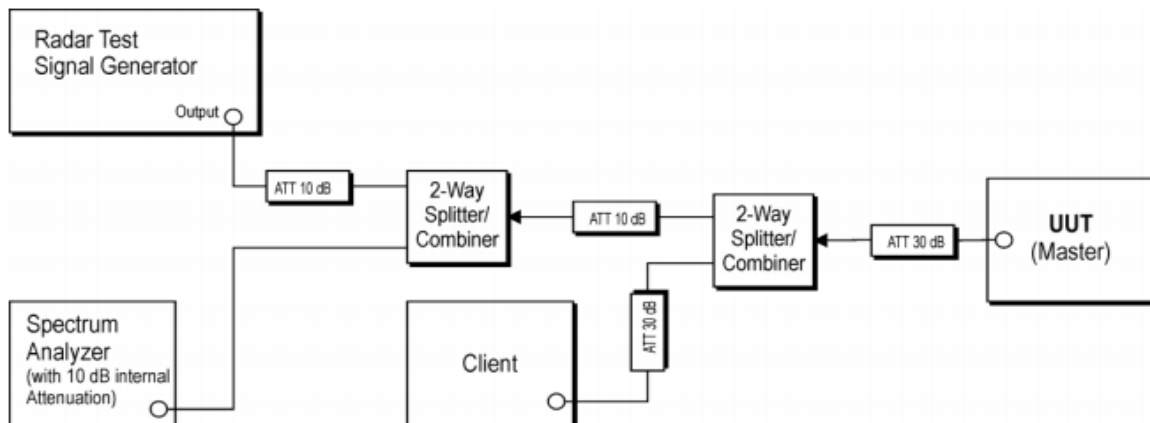 Radar Test
Signal Generator
Output
ATT 10 dB
2-Way
Splitter/
Combiner
ATT 10 dB
2-Way
Splitter/
Combiner
ATT 30 dB
UUT
(Master)
Spectrum
Analyzer
(with 10 dB internal
Attenuation)
Client
ATT 30 dB